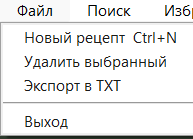 Файл Поиск
Новый рецепт Ctrl+N
Удалить выбранный
Экспорт в TXT
Выход